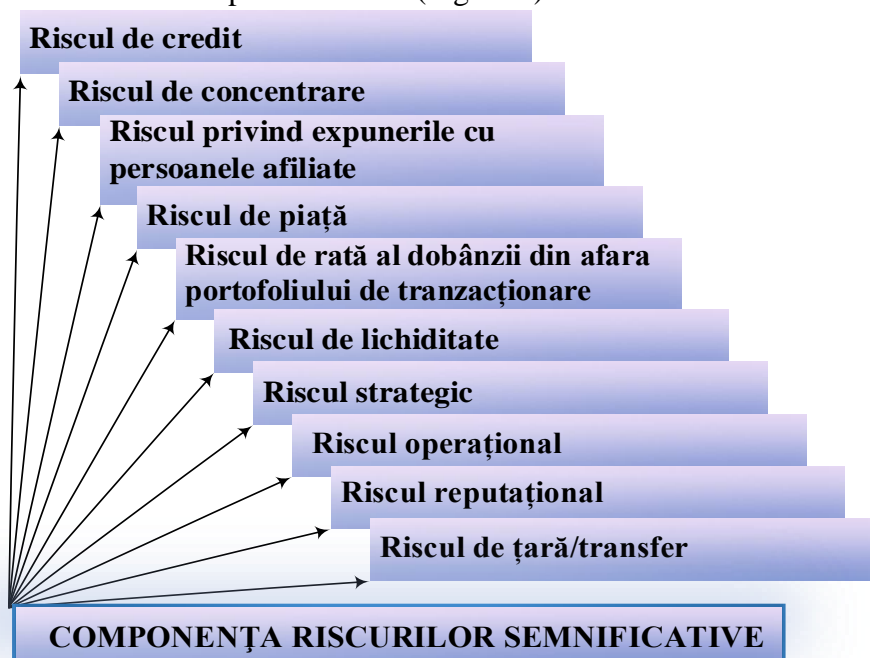 Riscul de credit
Riscul de concentrare
Riscul privind expunerile cu
persoanele afiliate
Riscul de piață
Riscul de rată al dobânzii din afara
portofoliului de tranzacționare
Riscul de lichiditate
Riscul strategic
Riscul operațional
Riscul reputațional
Riscul de țară/transfer
COMPONENŢA RISCURILOR SEMNIFICATIVE